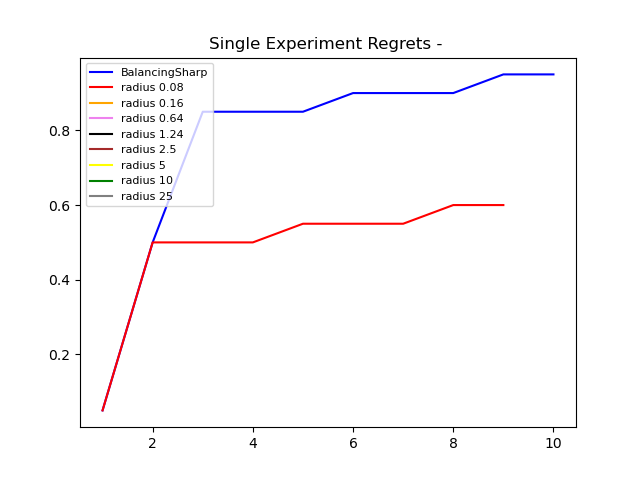 Single Experiment Regrets -
BalancingSharp
radius 0.08
radius 0.16
radius 0.64
radius 1.24
radius 2.5
radius 5
radius 10
radius 25
0.8
0.6
0.4
0.2
2 4 6 8 10